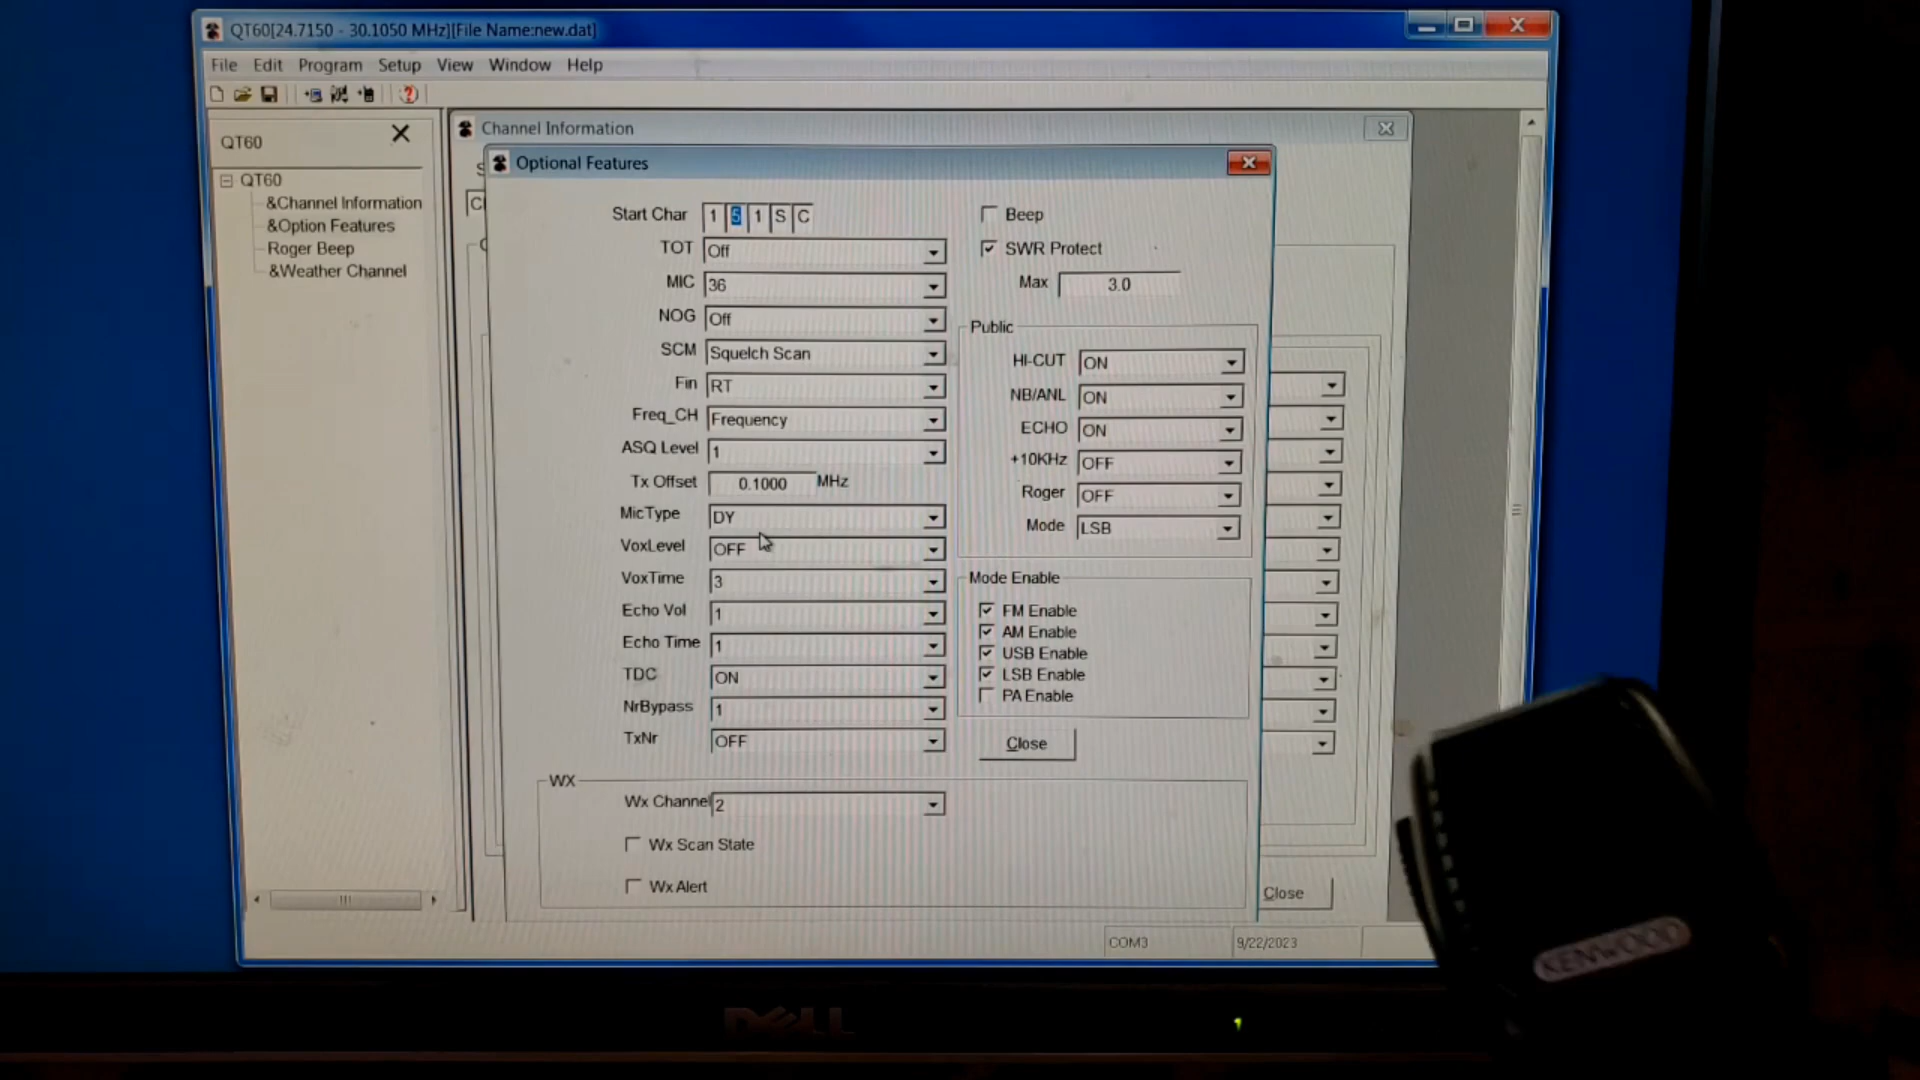 QT60[24.7150 - 30.1050 MHz][File Name:new.dat]
File Edit Program Setup View Window Help
QT60
QT60
&Channel Information
&Option Features
Roger Beep
&Weather Channel
Channel Information
Optional Features
Start Char 1 5 1 S C
TOT Off
MIC 36
NOG Off
SCM Squelch Scan
Fin RT
Freq_CH Frequency
ASQ Level 1
Tx Offset 0.1000 MHz
MicType DY
VoxLevel OFF
VoxTime 3
Echo Vol 1
Echo Time 1
TDC ON
NrBypass 1
TxNr OFF
Beep
SWR Protect
Max 3.0
Public
HI-CUT ON
NB/ANL ON
ECHO ON
+10KHz OFF
Roger OFF
Mode LSB
Mode Enable
FM Enable
AM Enable
USB Enable
LSB Enable
PA Enable
Close
WX
Wx Channel 2
Wx Scan State
Wx Alert
Close
COM3 9/22/2023
DELL
KENWOOD